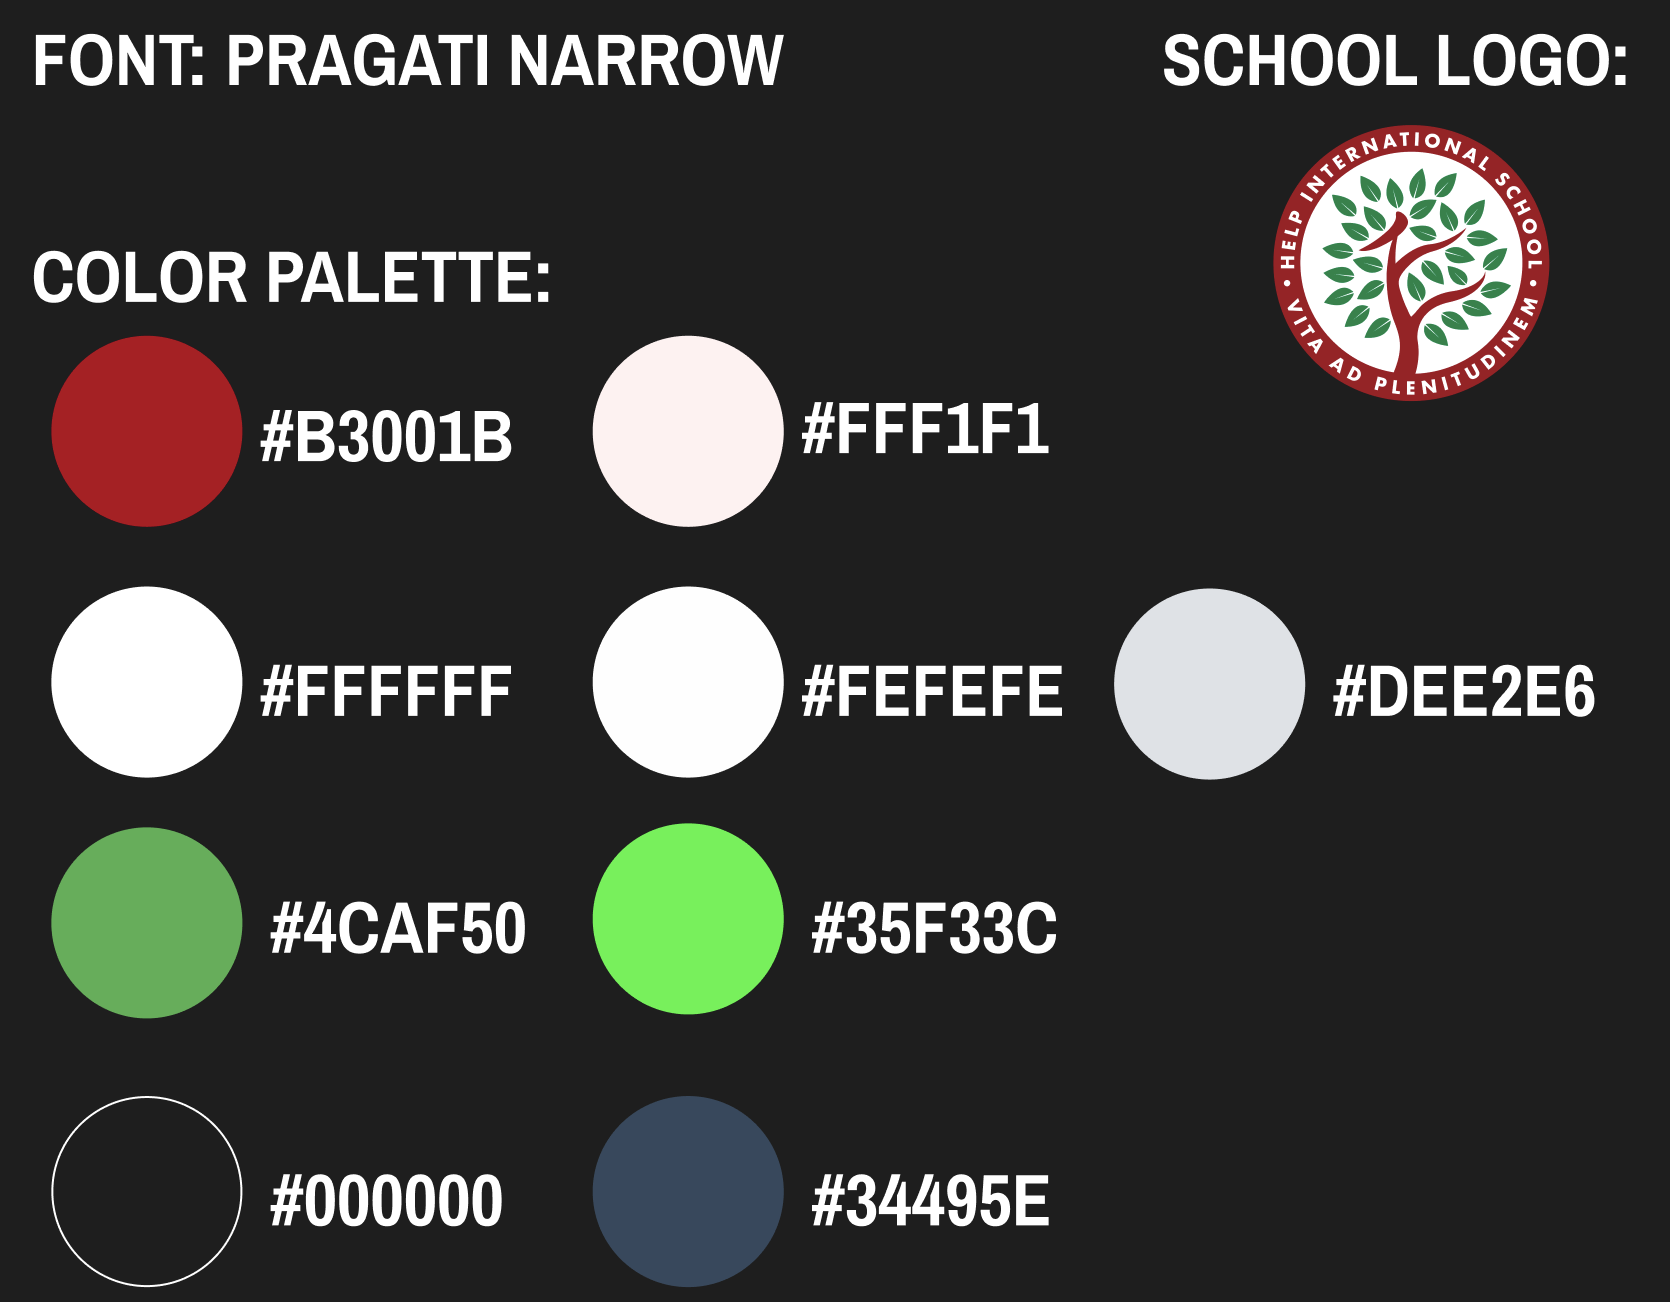 FONT: PRAGATI NARROW
SCHOOL LOGO:
HELP INTERNATIONAL SCHOOL
• VITA AD PLENITUDINEM •
COLOR PALETTE:
#B3001B
#FFF1F1
#FFFFFF
#FEFEFE
#DEE2E6
#4CAF50
#35F33C
#000000
#34495E